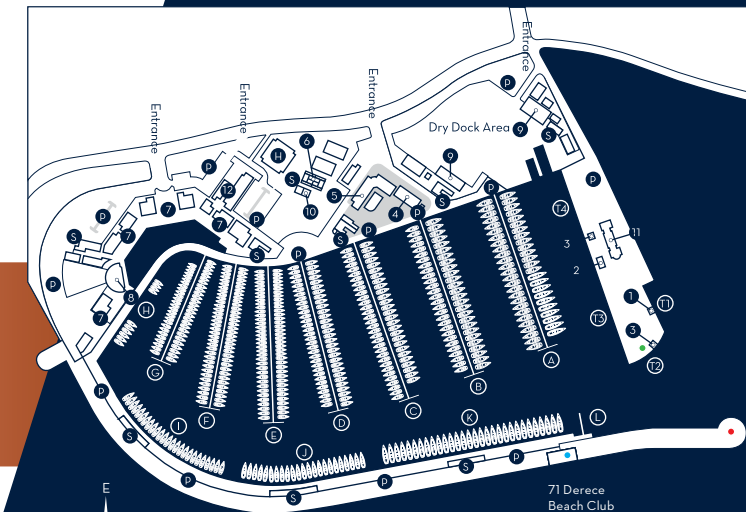 Entrance
Entrance
Entrance
Entrance
P
Dry Dock Area
9
S
6
H
9
P
S
5
10
12
P
S
4
P
P
7
7
P
P
S
7
P
S
S
P
P
8
7
H
T4
11
3
2
1
T1
T3
3
T2
G
F
E
D
C
B
A
P
I
J
K
L
S
P
S
P
S
P
E
71 Derece
Beach Club